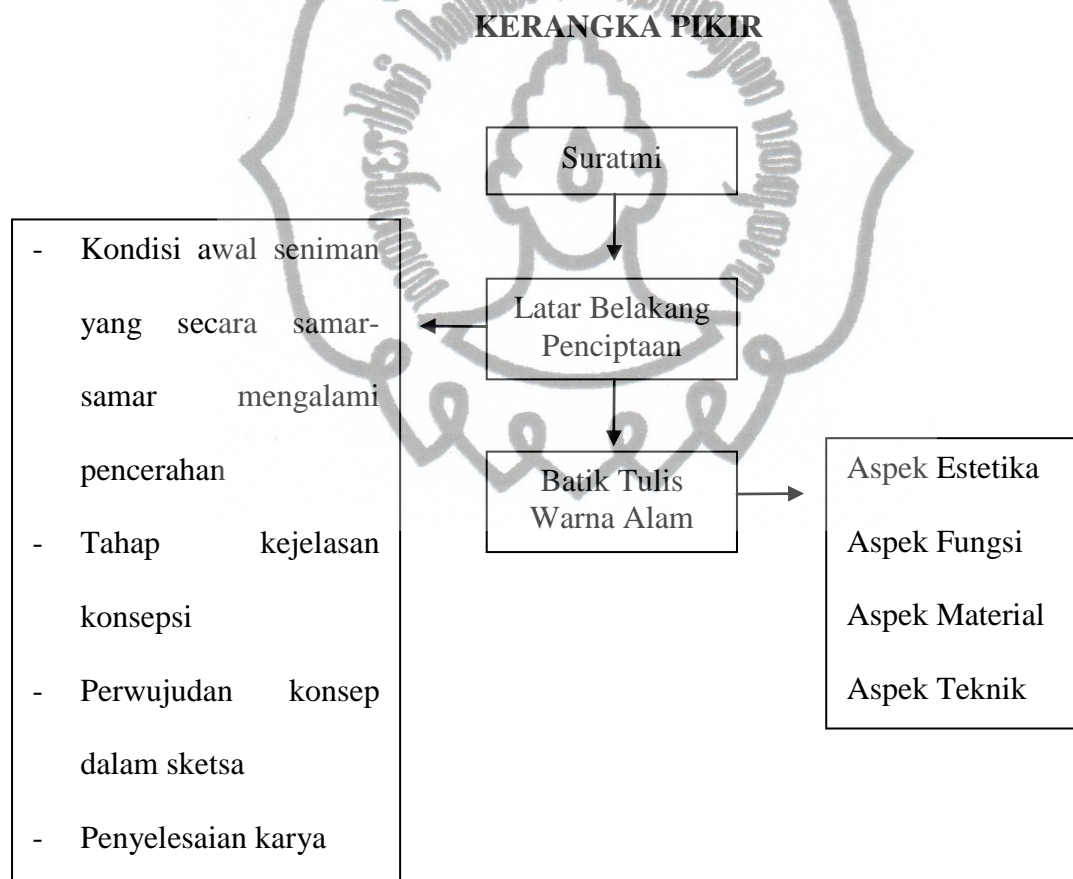 KERANGKA PIKIR
Suratmi
Latar Belakang
Penciptaan
Batik Tulis
Warna Alam
- Kondisi awal seniman
yang secara samar-
samar mengalami
pencerahan
- Tahap kejelasan
konsepsi
- Perwujudan konsep
dalam sketsa
- Penyelesaian karya
Aspek Estetika
Aspek Fungsi
Aspek Material
Aspek Teknik